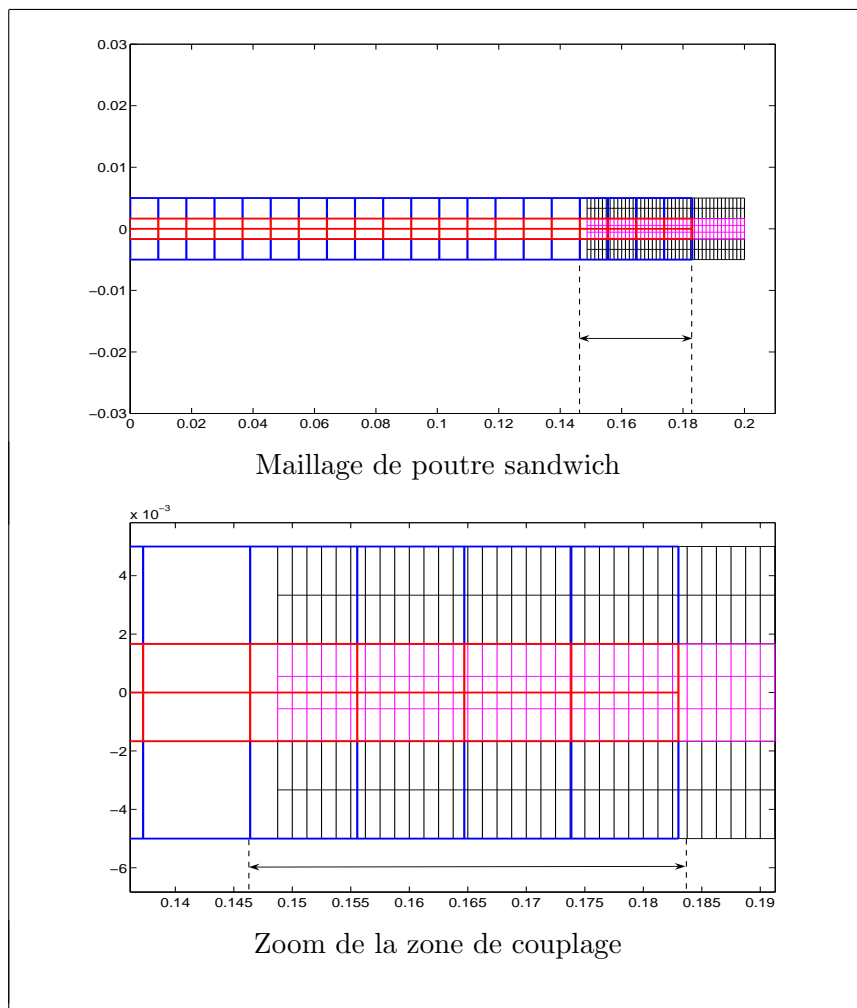 0.03
0.02
0.01
0
−0.01
−0.02
−0.03
0 0.02 0.04 0.06 0.08 0.1 0.12 0.14 0.16 0.18 0.2
Maillage de poutre sandwich
x 10⁻³
4
2
0
−2
−4
−6
0.14 0.145 0.15 0.155 0.16 0.165 0.17 0.175 0.18 0.185 0.19
Zoom de la zone de couplage